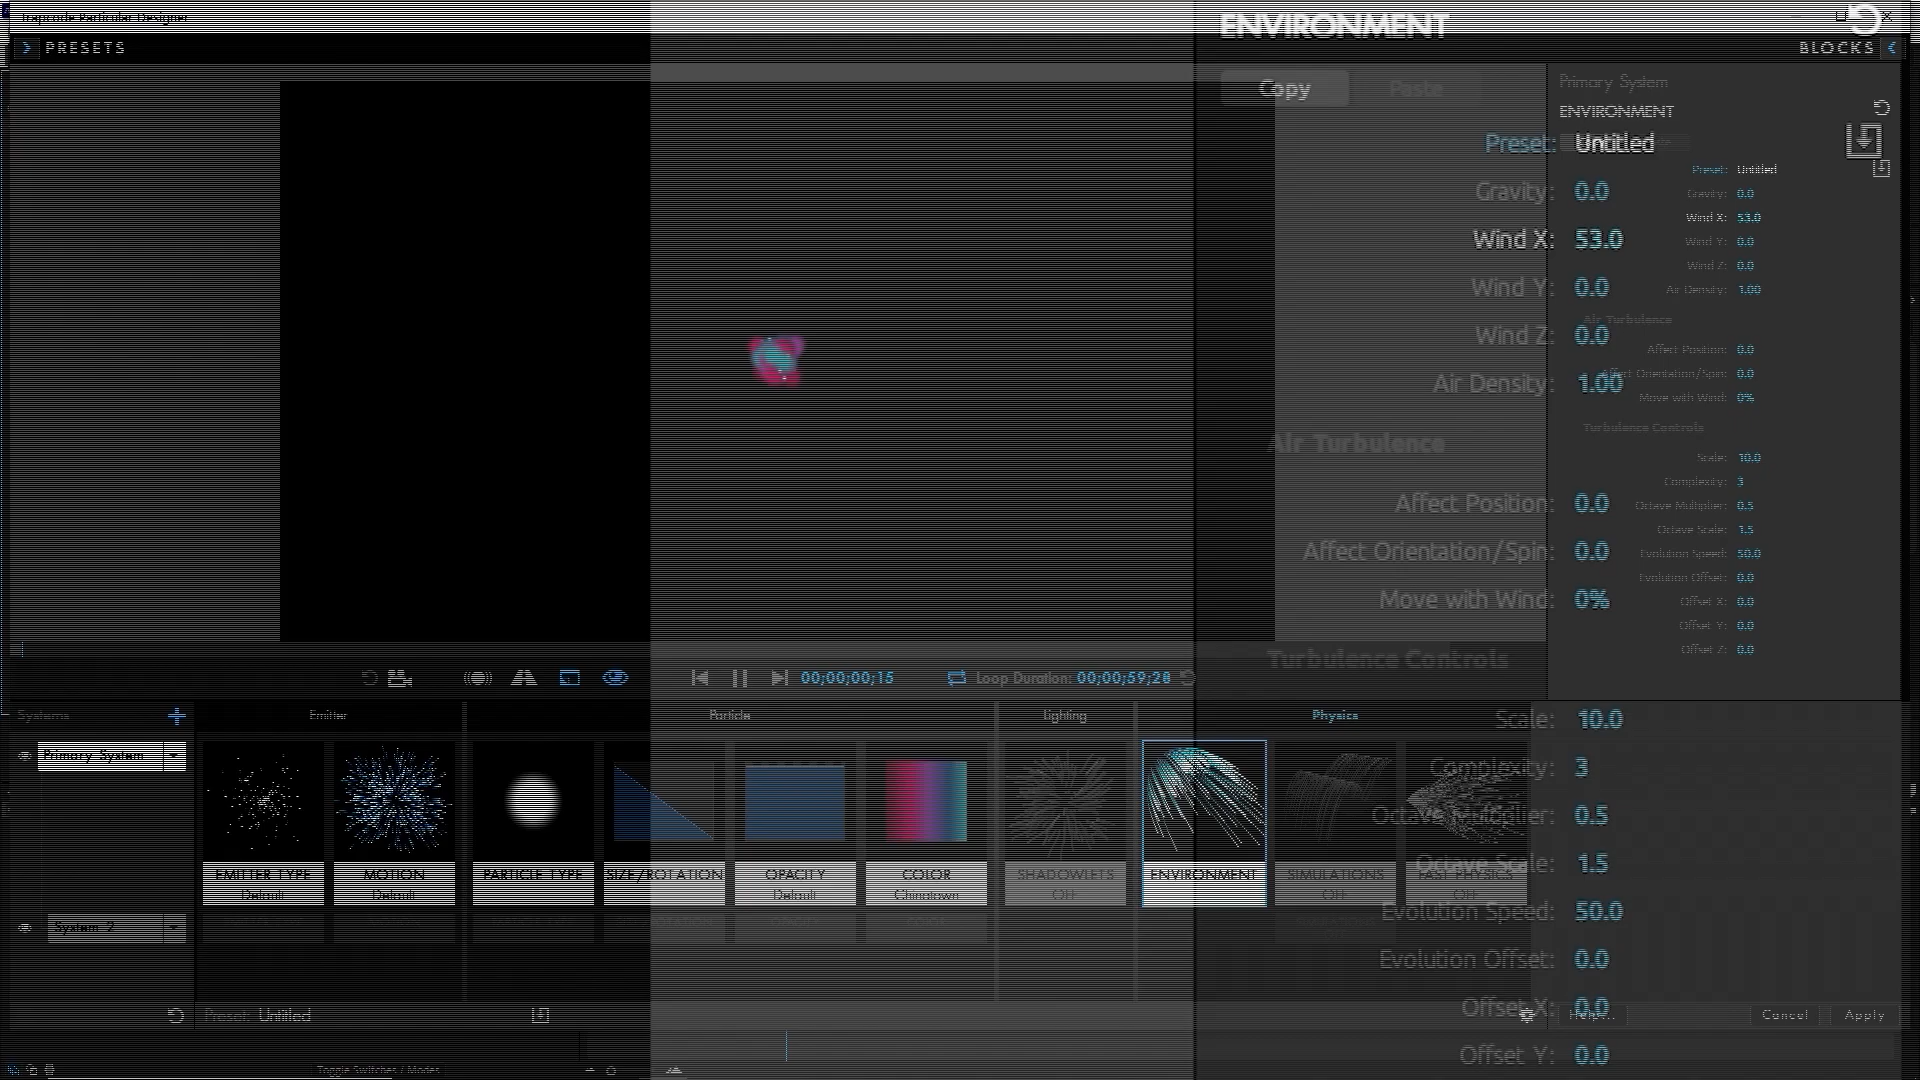 Trapcode Particular Designer
PRESETS
BLOCKS
ENVIRONMENT
Copy
Paste
Preset: Untitled
Gravity: 0.0
Wind X: 53.0
Wind Y: 0.0
Wind Z: 0.0
Air Density: 1.00
Air Turbulence
Affect Position: 0.0
Affect Orientation/Spin: 0.0
Move with Wind: 0%
Turbulence Controls
Scale: 10.0
Complexity: 3
Octave Multiplier: 0.5
Octave Scale: 1.5
Evolution Speed: 50.0
Evolution Offset: 0.0
Offset X: 0.0
Offset Y: 0.0
Primary System
ENVIRONMENT
Preset: Untitled
Gravity: 0.0
Wind X: 53.0
Wind Y: 0.0
Wind Z: 0.0
Air Density: 1.00
Air Turbulence
Affect Position: 0.0
Affect Orientation/Spin: 0.0
Move with Wind: 0%
Turbulence Controls
Scale: 10.0
Complexity: 3
Octave Multiplier: 0.5
Octave Scale: 1.5
Evolution Speed: 50.0
Evolution Offset: 0.0
Offset X: 0.0
Offset Y: 0.0
Offset Z: 0.0
00;00;00;15
Loop Duration: 00;00;59;28
Systems
Emitter
Particle
Lighting
Physics
Primary System
EMITTER TYPE
Default
MOTION
Default
PARTICLE TYPE
SIZE/ROTATION
OPACITY
Default
COLOR
Chinatown
SHADOWLETS
Off
ENVIRONMENT
SIMULATIONS
Off
FAST PHYSICS
Off
System 2
Preset: Untitled
Help...
Cancel
Apply
Toggle Switches / Modes